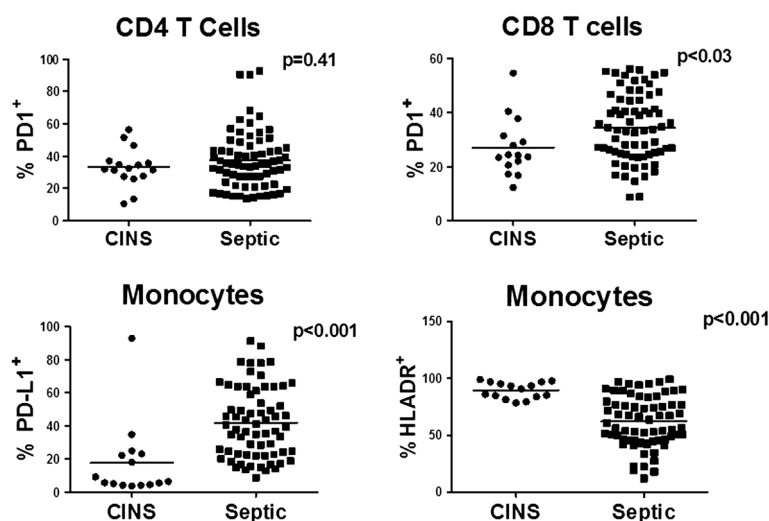 CD4 T Cells
p=0.41
% PD1+
100
80
60
40
20
0
CINS Septic
CD8 T cells
p<0.03
% PD1+
60
40
20
0
CINS Septic
Monocytes
p<0.001
% PD-L1+
100
80
60
40
20
0
CINS Septic
Monocytes
p<0.001
% HLADR+
150
100
50
0
CINS Septic